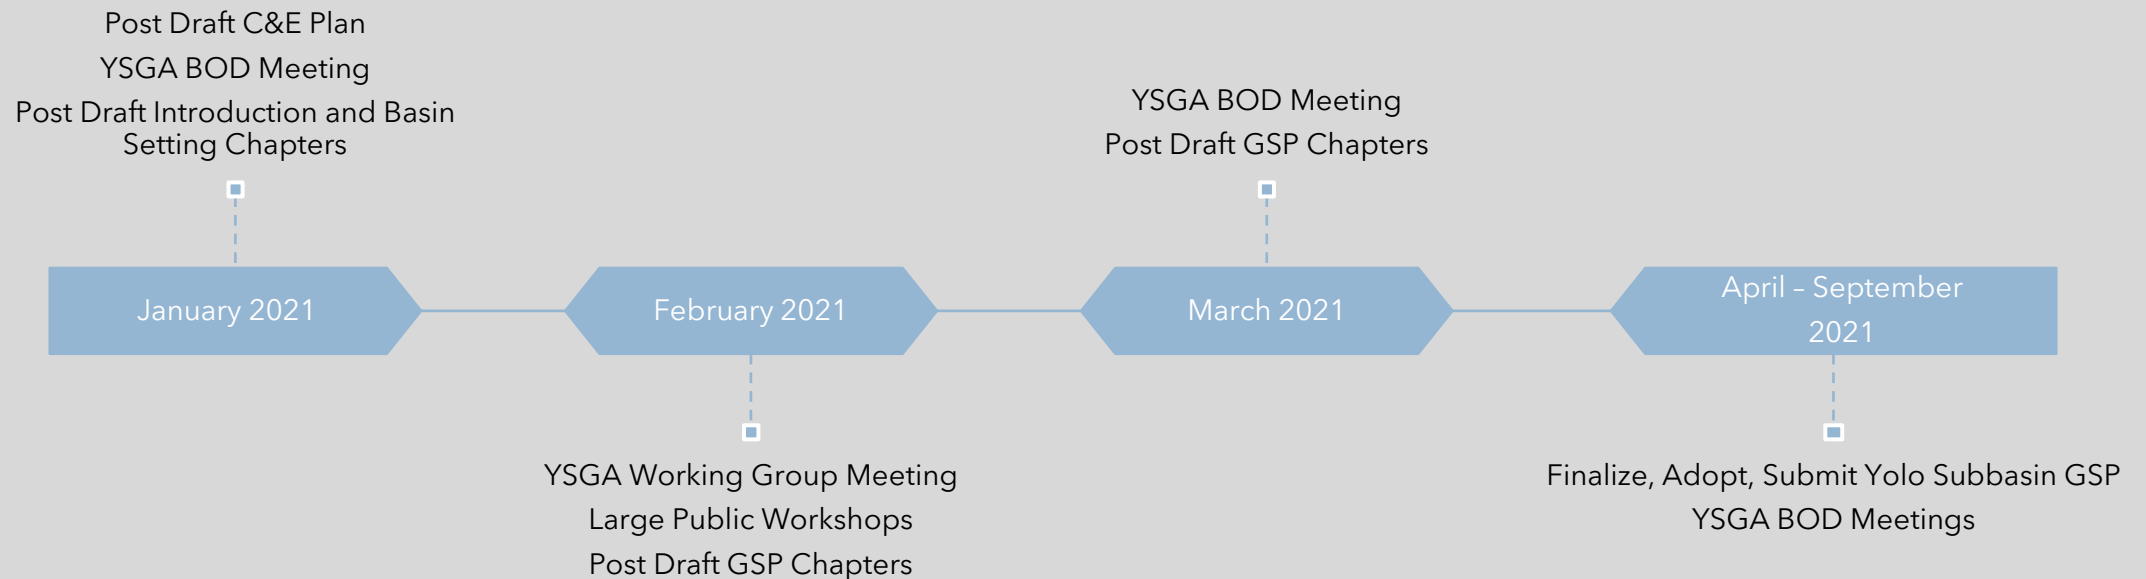 Post Draft C&E Plan
YSGA BOD Meeting
Post Draft Introduction and Basin
Setting Chapters
YSGA BOD Meeting
Post Draft GSP Chapters
January 2021
February 2021
March 2021
April – September
2021
YSGA Working Group Meeting
Large Public Workshops
Post Draft GSP Chapters
Finalize, Adopt, Submit Yolo Subbasin GSP
YSGA BOD Meetings